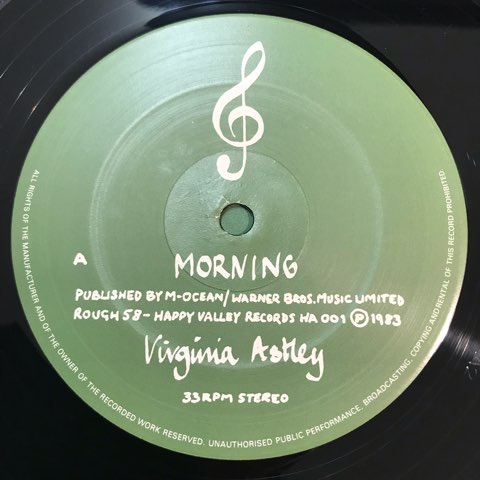 A
MORNING
PUBLISHED BY M-OCEAN/WARNER BROS. MUSIC LIMITED
ROUGH 58 - HAPPY VALLEY RECORDS HA 001 Ⓟ 1983
Virginia Astley
33 RPM STEREO
ALL RIGHTS OF THE MANUFACTURER AND OF THE OWNER OF THE RECORDED WORK RESERVED. UNAUTHORISED PUBLIC PERFORMANCE, BROADCASTING, COPYING AND RENTAL OF THIS RECORD PROHIBITED